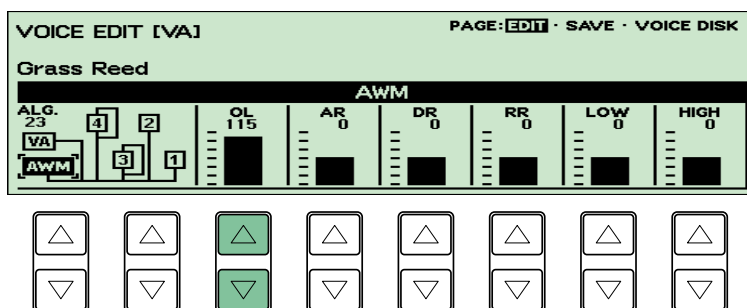 VOICE EDIT [VA] PAGE:EDIT · SAVE · VOICE DISK
Grass Reed
AWM
ALG. OL AR DR RR LOW HIGH
23 115 0 0 0 0 0
4 2
VA
AWM 3 1